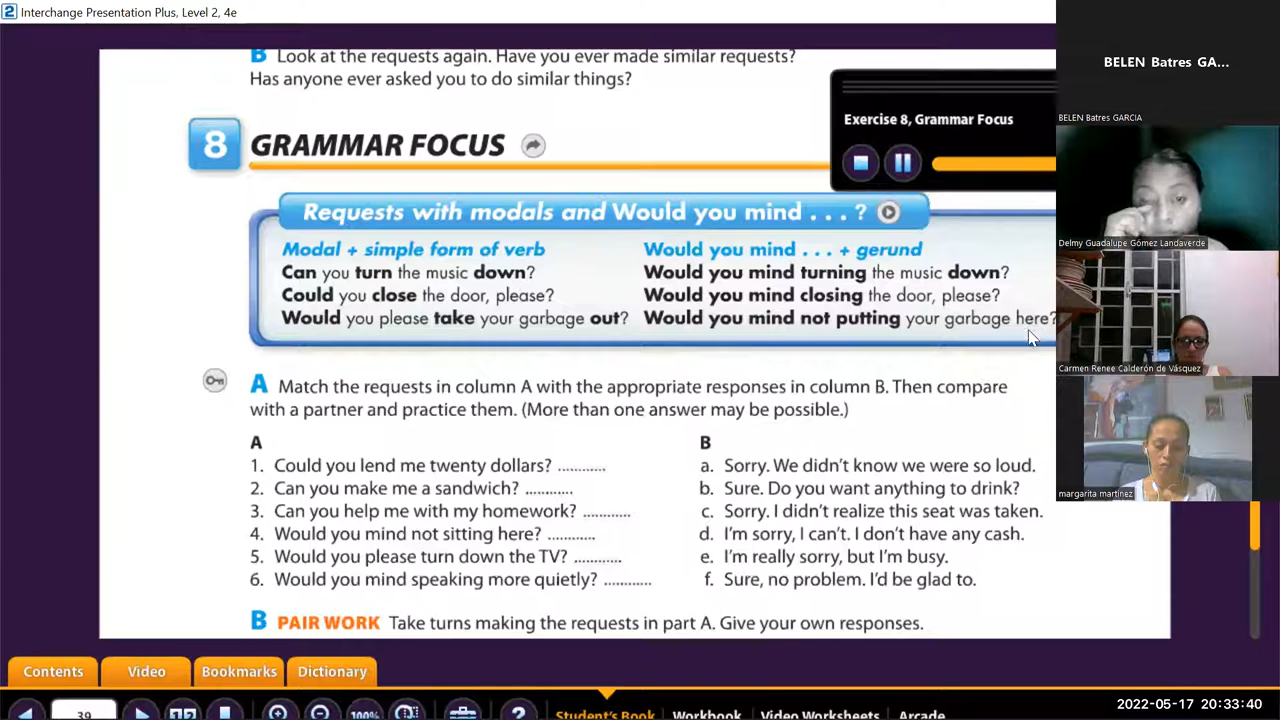 Interchange Presentation Plus, Level 2, 4e
B Look at the requests again. Have you ever made similar requests?
Has anyone ever asked you to do similar things?
8 GRAMMAR FOCUS
Exercise 8, Grammar Focus
Requests with modals and Would you mind . . . ?
Modal + simple form of verb
Can you turn the music down?
Could you close the door, please?
Would you please take your garbage out?
Would you mind . . . + gerund
Would you mind turning the music down?
Would you mind closing the door, please?
Would you mind not putting your garbage here?
A Match the requests in column A with the appropriate responses in column B. Then compare
with a partner and practice them. (More than one answer may be possible.)
A
1. Could you lend me twenty dollars? ............
2. Can you make me a sandwich? ............
3. Can you help me with my homework? ............
4. Would you mind not sitting here? ............
5. Would you please turn down the TV? ............
6. Would you mind speaking more quietly? ............
B
a. Sorry. We didn't know we were so loud.
b. Sure. Do you want anything to drink?
c. Sorry. I didn't realize this seat was taken.
d. I'm sorry, I can't. I don't have any cash.
e. I'm really sorry, but I'm busy.
f. Sure, no problem. I'd be glad to.
B PAIR WORK Take turns making the requests in part A. Give your own responses.
BELEN Batres GA...
BELEN Batres GARCIA
Delmy Guadalupe Gómez Landaverde
Carmen Renee Calderón de Vásquez
margarita martinez
Contents
Video
Bookmarks
Dictionary
39
100%
?
Student's Book
Workbook
Video Worksheets
Arcade
2022-05-17 20:33:40